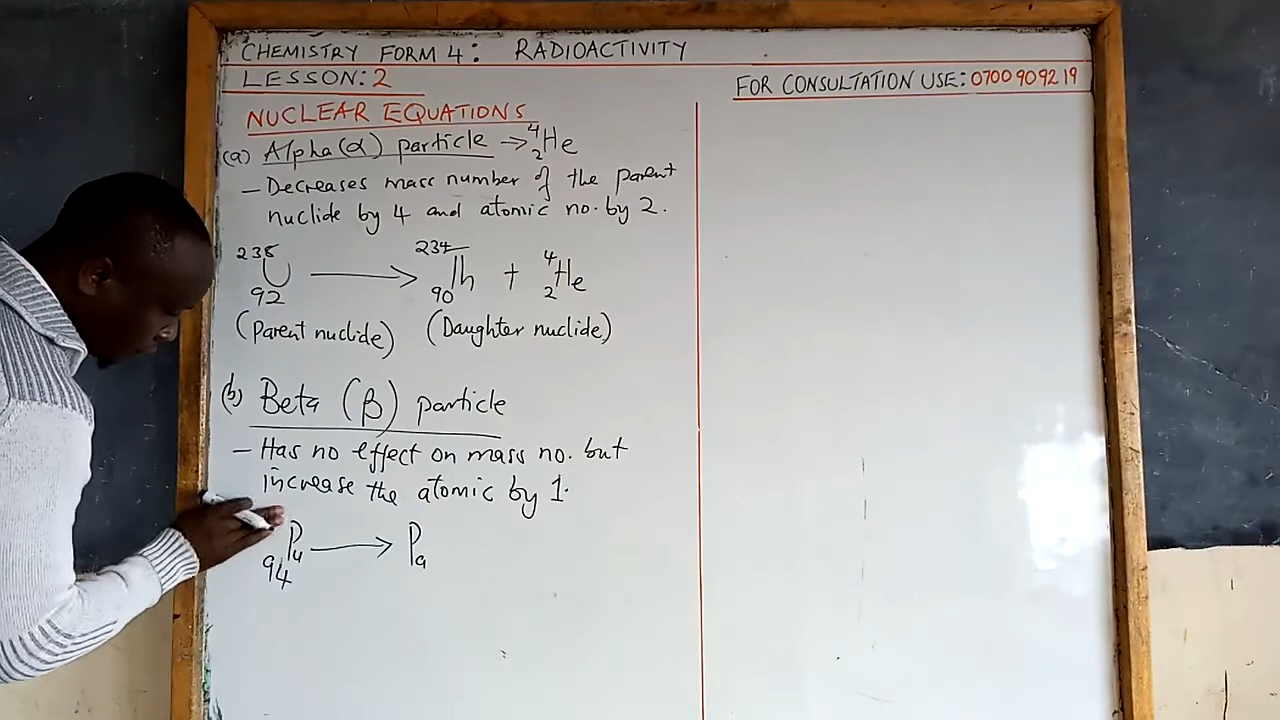 CHEMISTRY FORM 4: RADIOACTIVITY
LESSON: 2
FOR CONSULTATION USE: 0700 909219
NUCLEAR EQUATIONS
(a) Alpha (α) particle → ⁴₂He
- Decreases mass number of the parent
nuclide by 4 and atomic no. by 2.
²³⁸₉₂U → ²³⁴₉₀Th + ⁴₂He
(Parent nuclide) (Daughter nuclide)
(b) Beta (β) particle
- Has no effect on mass no. but
increase the atomic by 1.
₉₄Pu → Pa